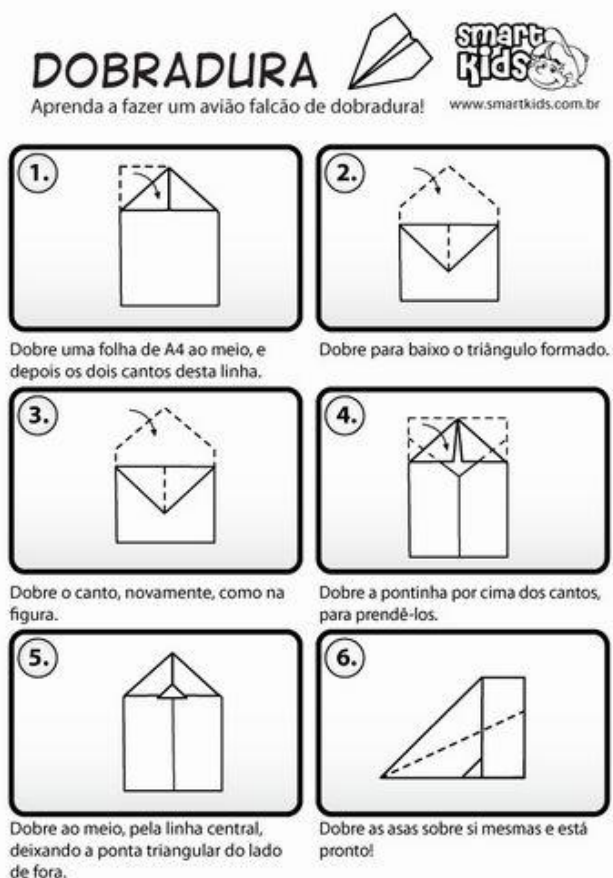 DOBRADURA
Aprenda a fazer um avião falcão de dobradura!
smart
kids
www.smartkids.com.br
1.
Dobre uma folha de A4 ao meio, e
depois os dois cantos desta linha.
2.
Dobre para baixo o triângulo formado.
3.
Dobre o canto, novamente, como na
figura.
4.
Dobre a pontinha por cima dos cantos,
para prendê-los.
5.
Dobre ao meio, pela linha central,
deixando a ponta triangular do lado
de fora.
6.
Dobre as asas sobre si mesmas e está
pronto!